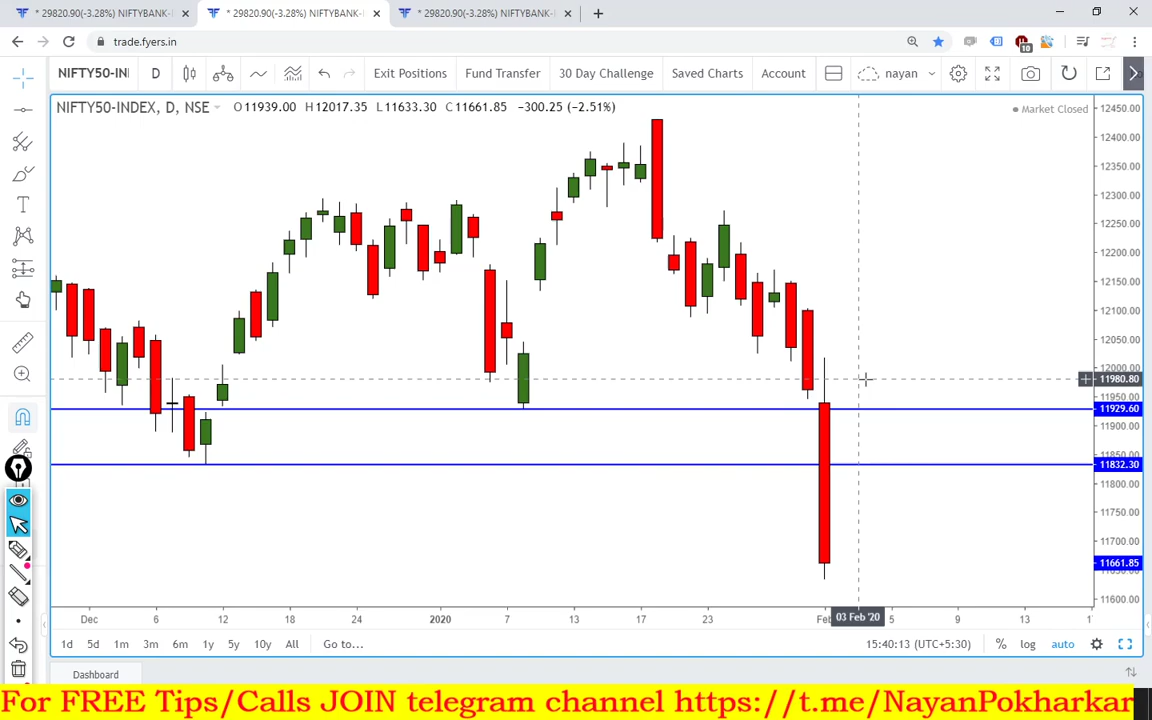 * 29820.90(-3.28%) NIFTYBANK-I
* 29820.90(-3.28%) NIFTYBANK-I
* 29820.90(-3.28%) NIFTYBANK-
trade.fyers.in
10
NIFTY50-IN
D
Exit Positions
Fund Transfer
30 Day Challenge
Saved Charts
Account
nayan
NIFTY50-INDEX, D, NSE
O11939.00 H12017.35 L11633.30 C11661.85 -300.25 (-2.51%)
Market Closed
12450.00
12400.00
12350.00
12300.00
12250.00
12200.00
12150.00
12100.00
12050.00
12000.00
11980.80
11950.00
11929.60
11900.00
11832.30
11800.00
11750.00
11700.00
11661.85
11600.00
Dec 6 12 18 24 2020 7 13 17 23 Feb 03 Feb '20 5 9 13
1d 5d 1m 3m 6m 1y 5y 10y All Go to...
15:40:13 (UTC+5:30) % log auto
Dashboard
For FREE Tips/Calls JOIN telegram channel https://t.me/NayanPokharkar